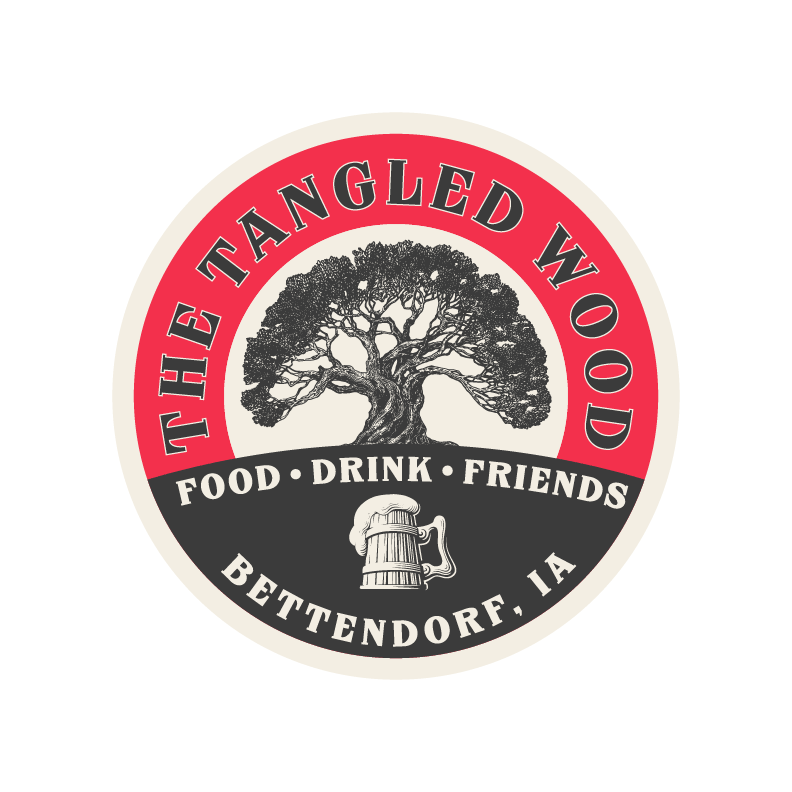 THE TANGLED WOOD
FOOD • DRINK • FRIENDS
BETTENDORF, IA